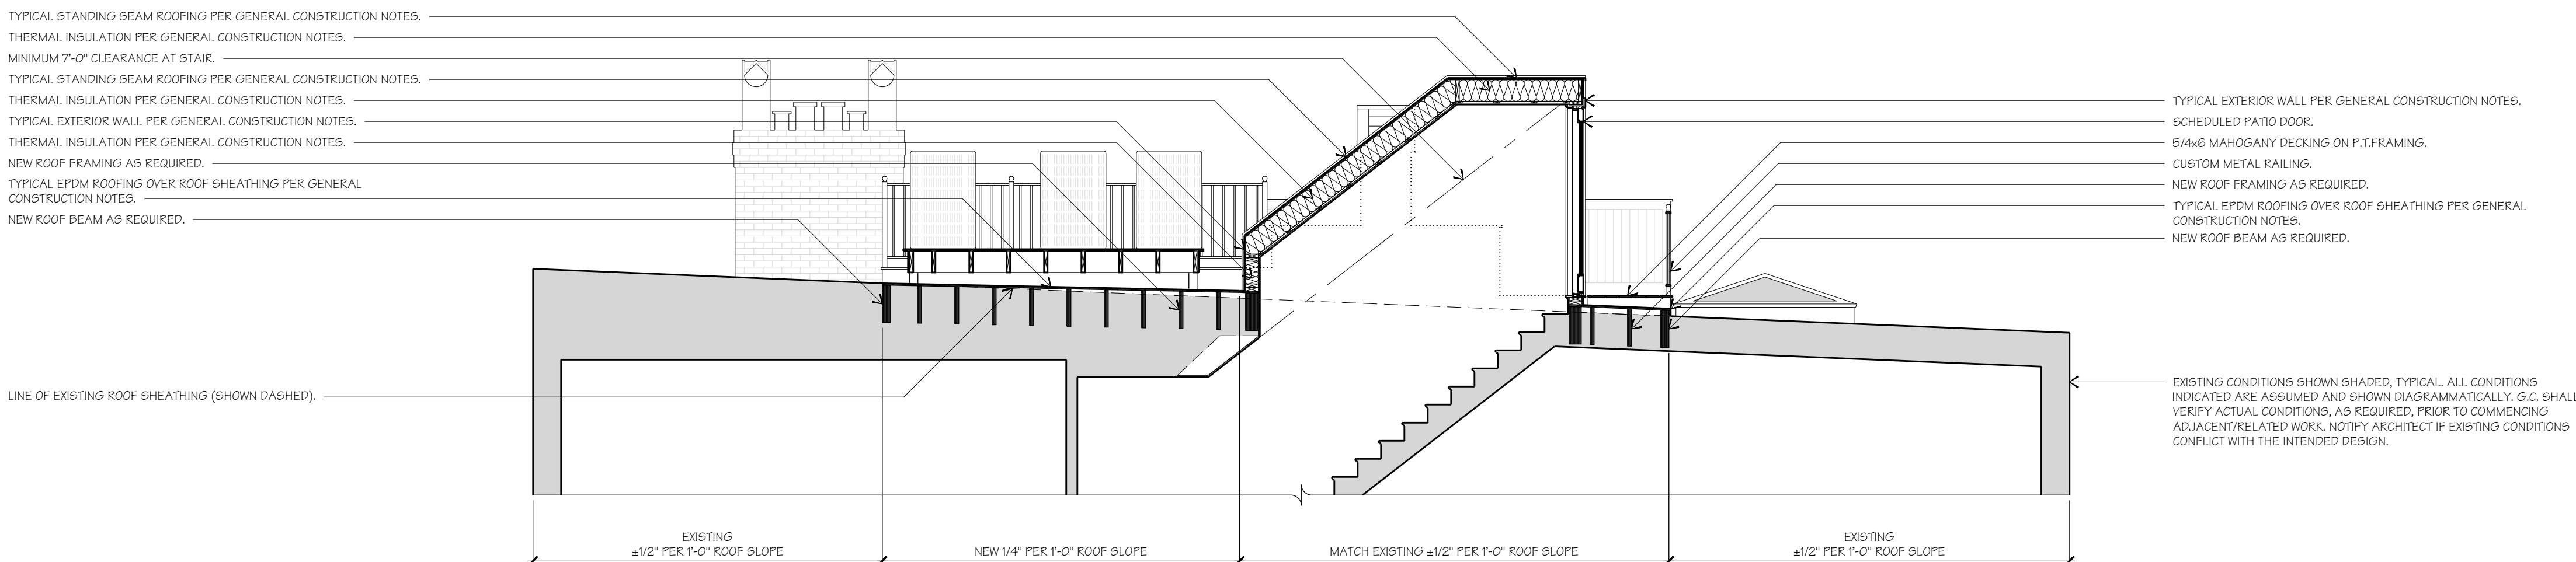 TYPICAL STANDING SEAM ROOFING PER GENERAL CONSTRUCTION NOTES.
THERMAL INSULATION PER GENERAL CONSTRUCTION NOTES.
MINIMUM 7'-0" CLEARANCE AT STAIR.
TYPICAL STANDING SEAM ROOFING PER GENERAL CONSTRUCTION NOTES.
THERMAL INSULATION PER GENERAL CONSTRUCTION NOTES.
TYPICAL EXTERIOR WALL PER GENERAL CONSTRUCTION NOTES.
THERMAL INSULATION PER GENERAL CONSTRUCTION NOTES.
NEW ROOF FRAMING AS REQUIRED.
TYPICAL EPDM ROOFING OVER ROOF SHEATHING PER GENERAL
CONSTRUCTION NOTES.
NEW ROOF BEAM AS REQUIRED.
LINE OF EXISTING ROOF SHEATHING (SHOWN DASHED).
TYPICAL EXTERIOR WALL PER GENERAL CONSTRUCTION NOTES.
SCHEDULED PATIO DOOR.
5/4x6 MAHOGANY DECKING ON P.T.FRAMING.
CUSTOM METAL RAILING.
NEW ROOF FRAMING AS REQUIRED.
TYPICAL EPDM ROOFING OVER ROOF SHEATHING PER GENERAL
CONSTRUCTION NOTES.
NEW ROOF BEAM AS REQUIRED.
EXISTING CONDITIONS SHOWN SHADED, TYPICAL. ALL CONDITIONS
INDICATED ARE ASSUMED AND SHOWN DIAGRAMMATICALLY. G.C. SHALL
VERIFY ACTUAL CONDITIONS, AS REQUIRED, PRIOR TO COMMENCING
ADJACENT/RELATED WORK. NOTIFY ARCHITECT IF EXISTING CONDITIONS
CONFLICT WITH THE INTENDED DESIGN.
EXISTING
±1/2" PER 1'-0" ROOF SLOPE
NEW 1/4" PER 1'-0" ROOF SLOPE
MATCH EXISTING ±1/2" PER 1'-0" ROOF SLOPE
EXISTING
±1/2" PER 1'-0" ROOF SLOPE